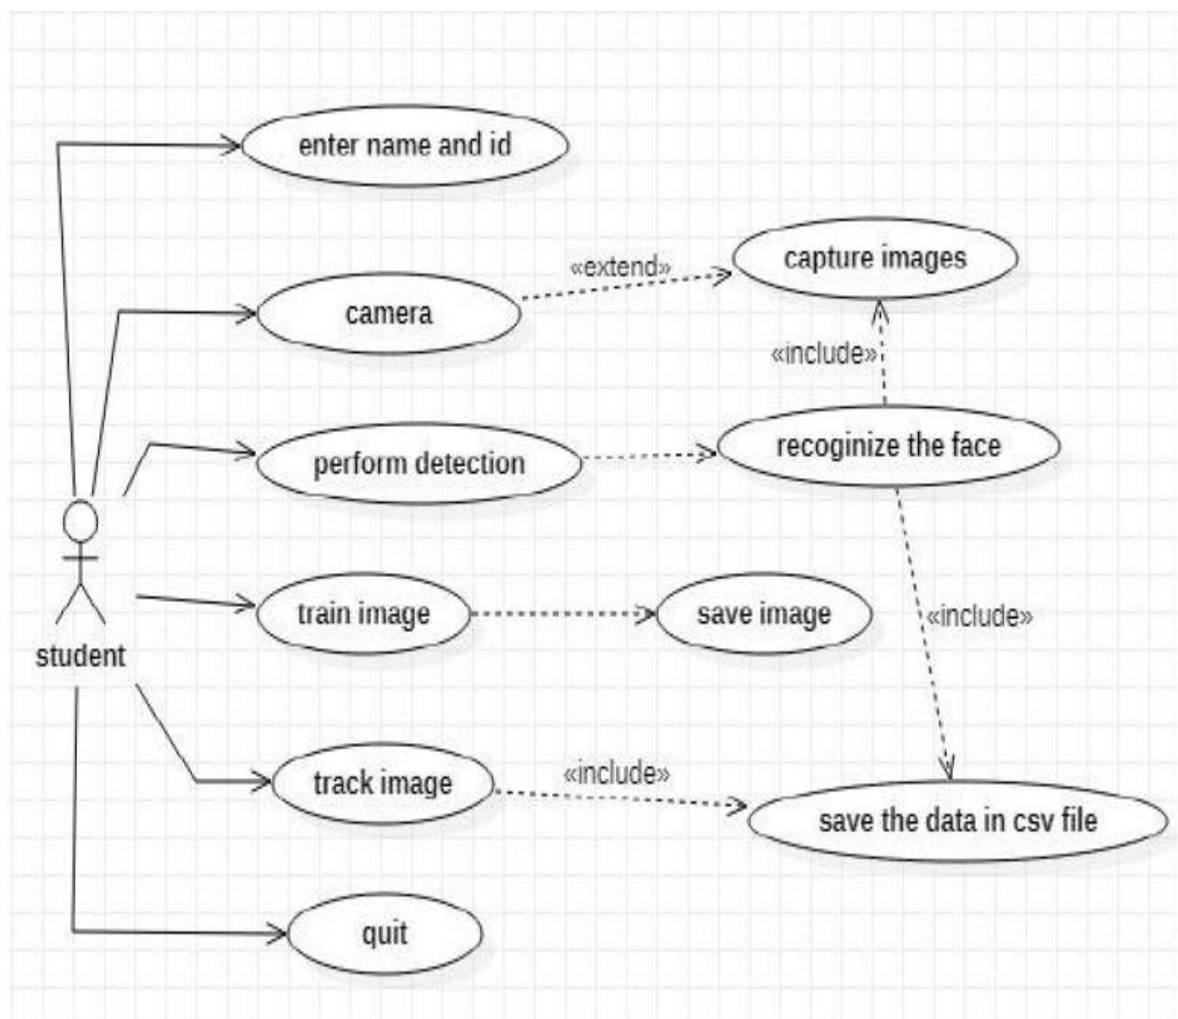 enter name and id
«extend»
capture images
camera
«include»
perform detection
recoginize the face
train image
save image
«include»
student
track image
«include»
save the data in csv file
quit